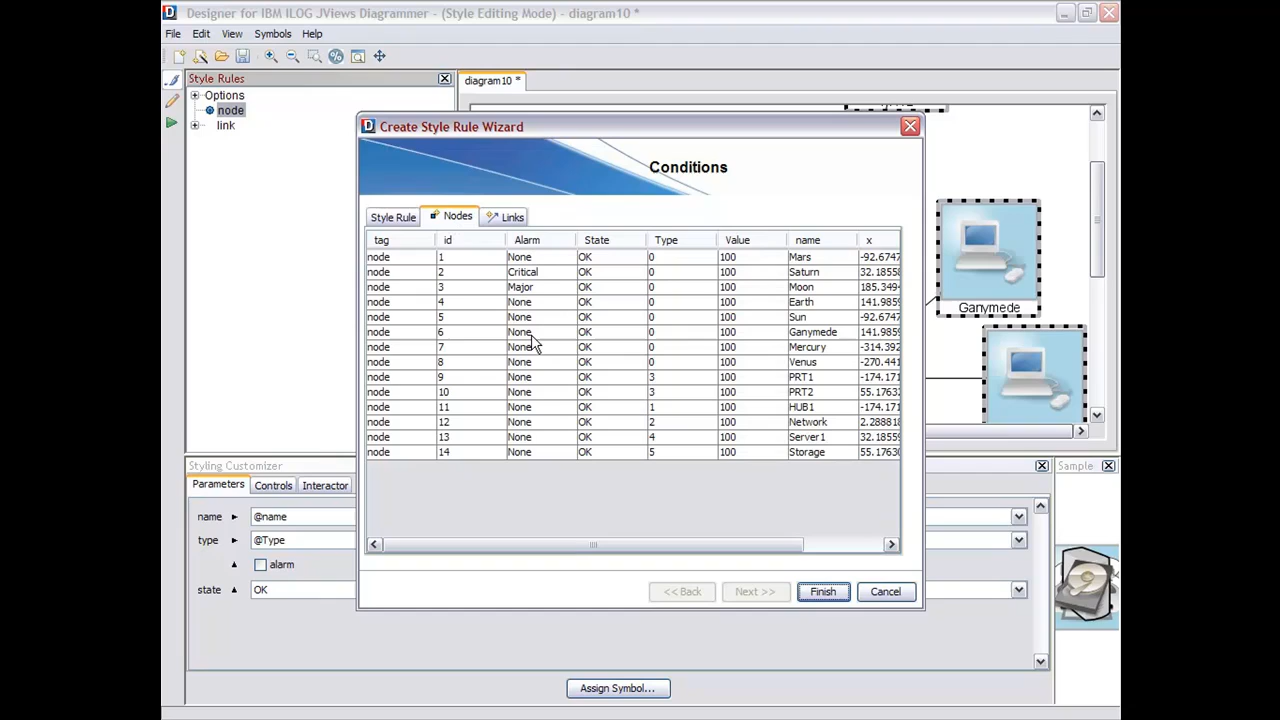 Designer for IBM ILOG JViews Diagrammer - (Style Editing Mode) - diagram10 *
File Edit View Symbols Help
Style Rules
diagram10 *
Options
node
link
Create Style Rule Wizard
Conditions
Style Rule Nodes Links
tag id Alarm State Type Value name x
node 1 None OK 0 100 Mars -92.6747
node 2 Critical OK 0 100 Saturn 32.18558
node 3 Major OK 0 100 Moon 185.3494
node 4 None OK 0 100 Earth 141.9859
node 5 None OK 0 100 Sun -92.6747
node 6 None OK 0 100 Ganymede 141.9859
node 7 None OK 0 100 Mercury -314.392
node 8 None OK 0 100 Venus -270.441
node 9 None OK 3 100 PRT1 -174.171
node 10 None OK 3 100 PRT2 55.17632
node 11 None OK 1 100 HUB1 -174.171
node 12 None OK 2 100 Network 2.288818
node 13 None OK 4 100 Server1 32.18559
node 14 None OK 5 100 Storage 55.17630
Ganymede
<< Back Next >> Finish Cancel
Styling Customizer
Sample
Parameters Controls Interactor
name @name
type @Type
alarm
state OK
Assign Symbol...